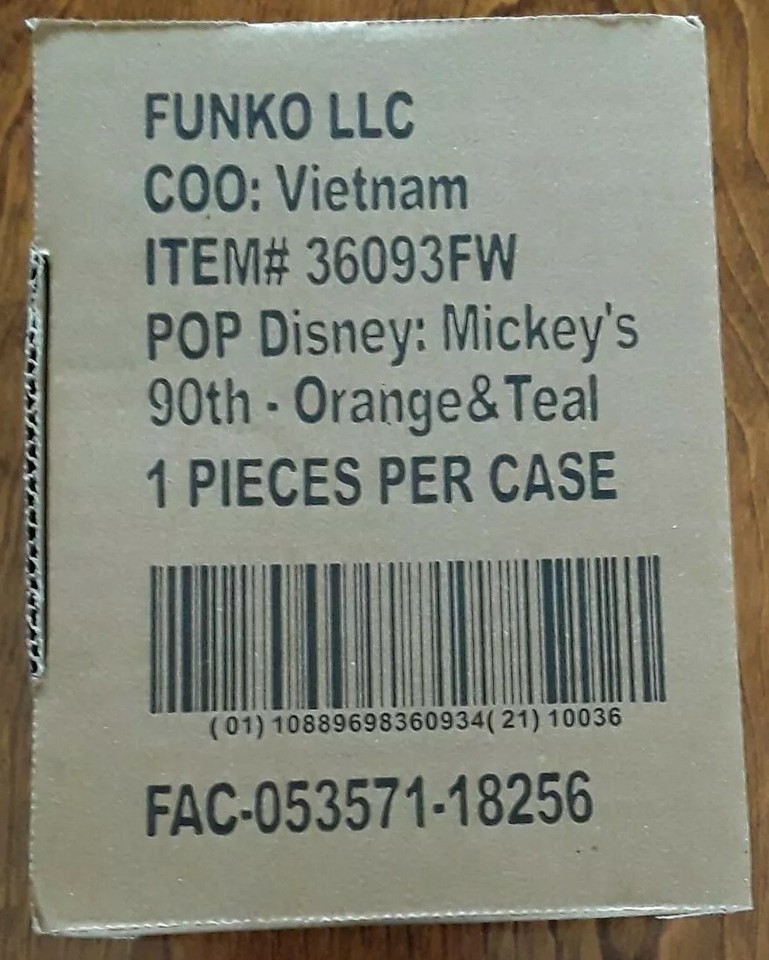 FUNKO LLC
COO: Vietnam
ITEM# 36093FW
POP Disney: Mickey's
90th - Orange&Teal
1 PIECES PER CASE
(01)10889698360934(21)10036
FAC-053571-18256